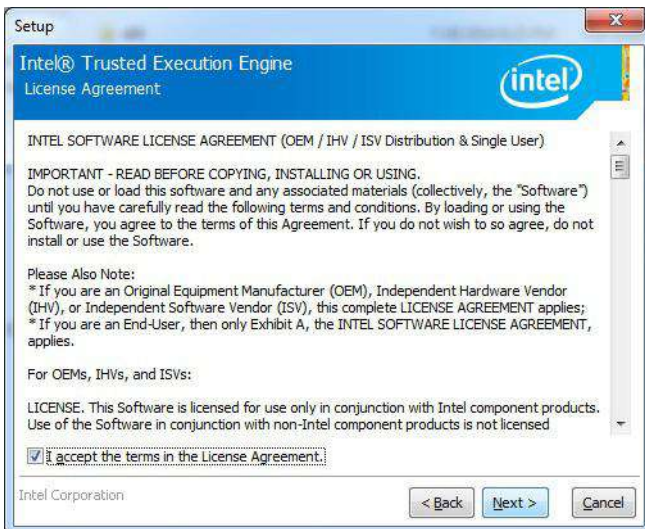 Setup
Intel® Trusted Execution Engine
License Agreement
intel
INTEL SOFTWARE LICENSE AGREEMENT (OEM / IHV / ISV Distribution & Single User)
IMPORTANT - READ BEFORE COPYING, INSTALLING OR USING.
Do not use or load this software and any associated materials (collectively, the "Software")
until you have carefully read the following terms and conditions. By loading or using the
Software, you agree to the terms of this Agreement. If you do not wish to so agree, do not
install or use the Software.
Please Also Note:
* If you are an Original Equipment Manufacturer (OEM), Independent Hardware Vendor
(IHV), or Independent Software Vendor (ISV), this complete LICENSE AGREEMENT applies;
* If you are an End-User, then only Exhibit A, the INTEL SOFTWARE LICENSE AGREEMENT,
applies.
For OEMs, IHVs, and ISVs:
LICENSE. This Software is licensed for use only in conjunction with Intel component products.
Use of the Software in conjunction with non-Intel component products is not licensed
I accept the terms in the License Agreement.
Intel Corporation
< Back
Next >
Cancel